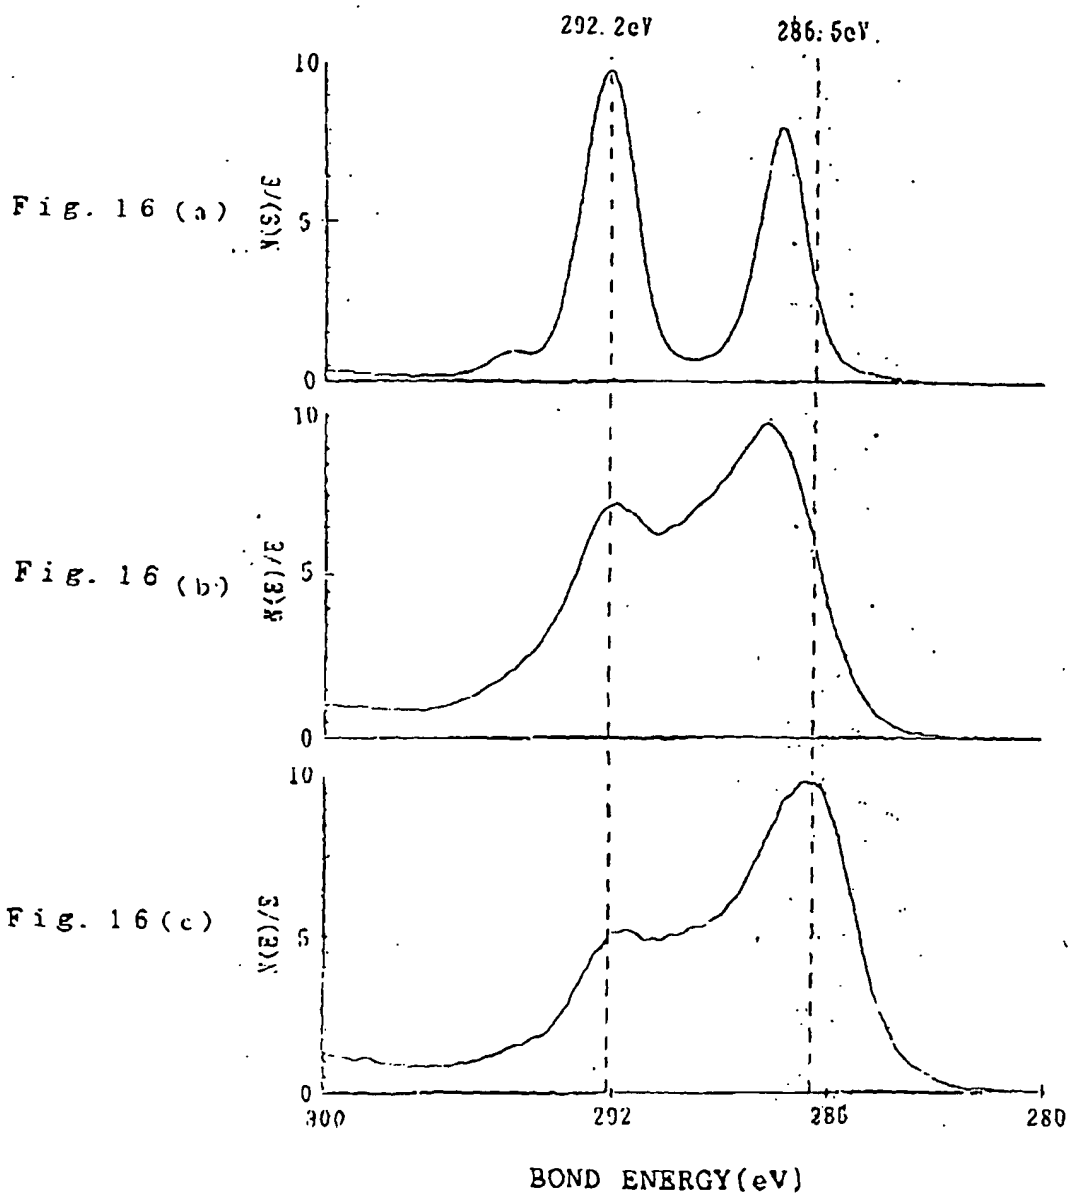 292.2eV 286.5eV
Fig. 16 (a)
N(E)/E
10
5
0
Fig. 16 (b)
N(E)/E
10
5
0
Fig. 16 (c)
N(E)/E
10
5
0
300 292 286 280
BOND ENERGY(eV)